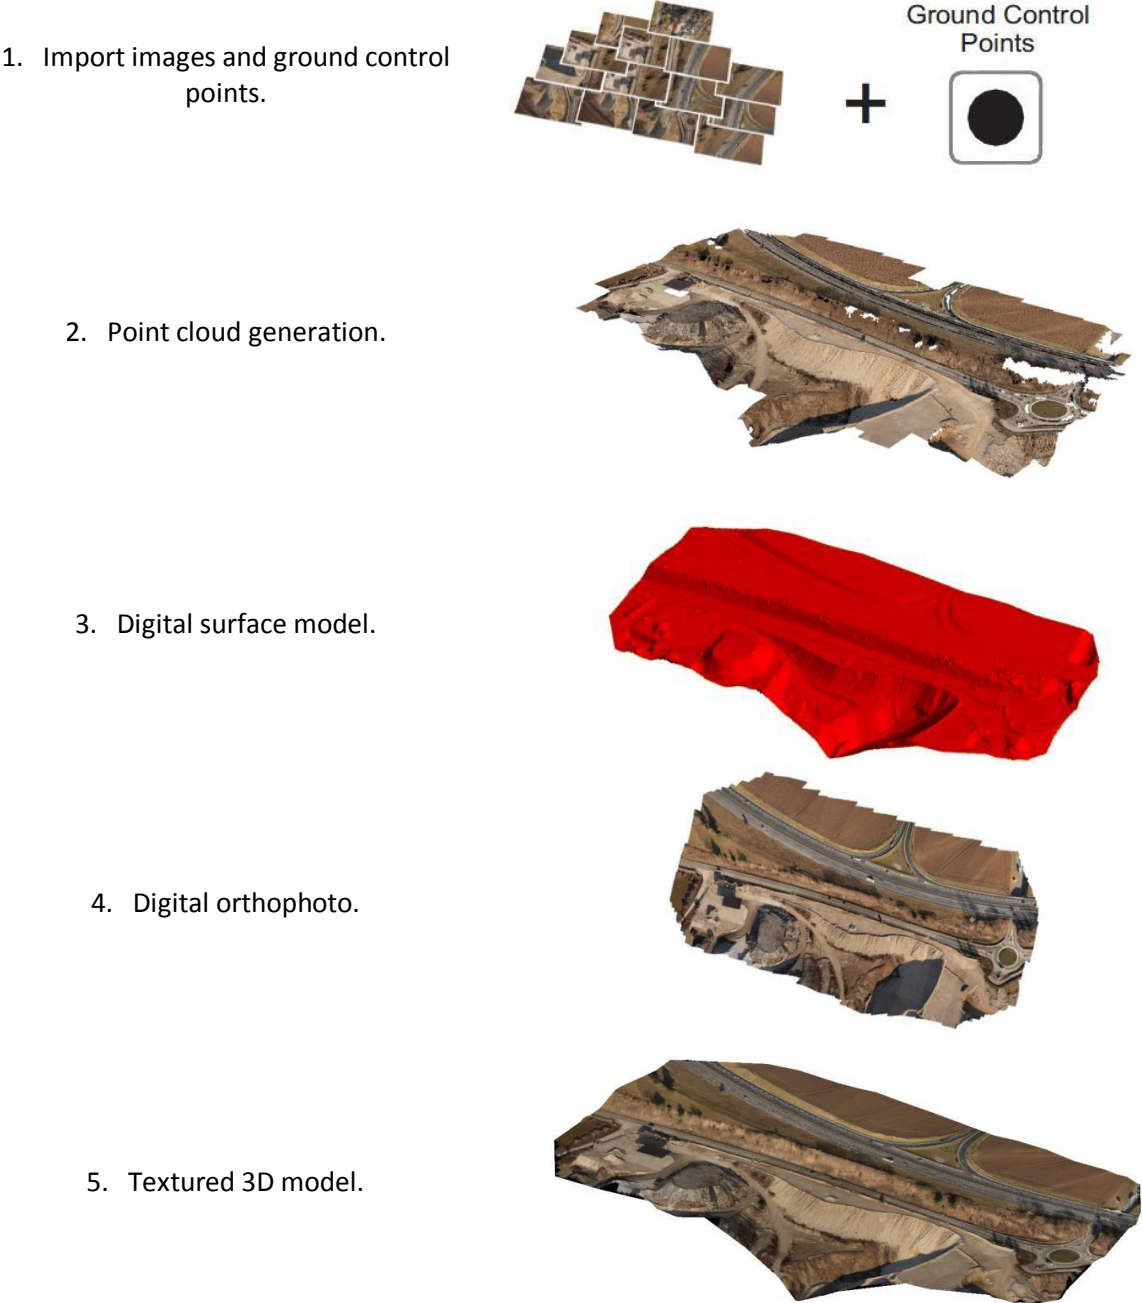 Ground Control
Points
1. Import images and ground control
points.
2. Point cloud generation.
3. Digital surface model.
4. Digital orthophoto.
5. Textured 3D model.